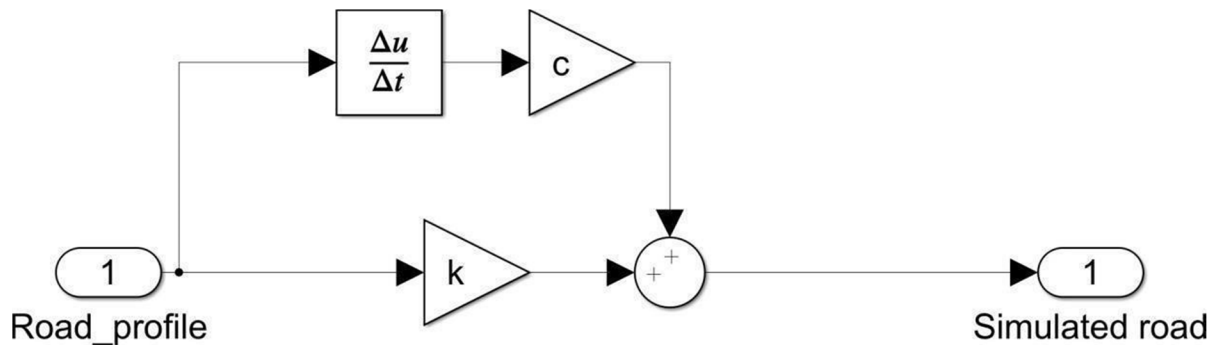 Δu
Δt
c
1
k
+
+
1
Road_profile
Simulated road